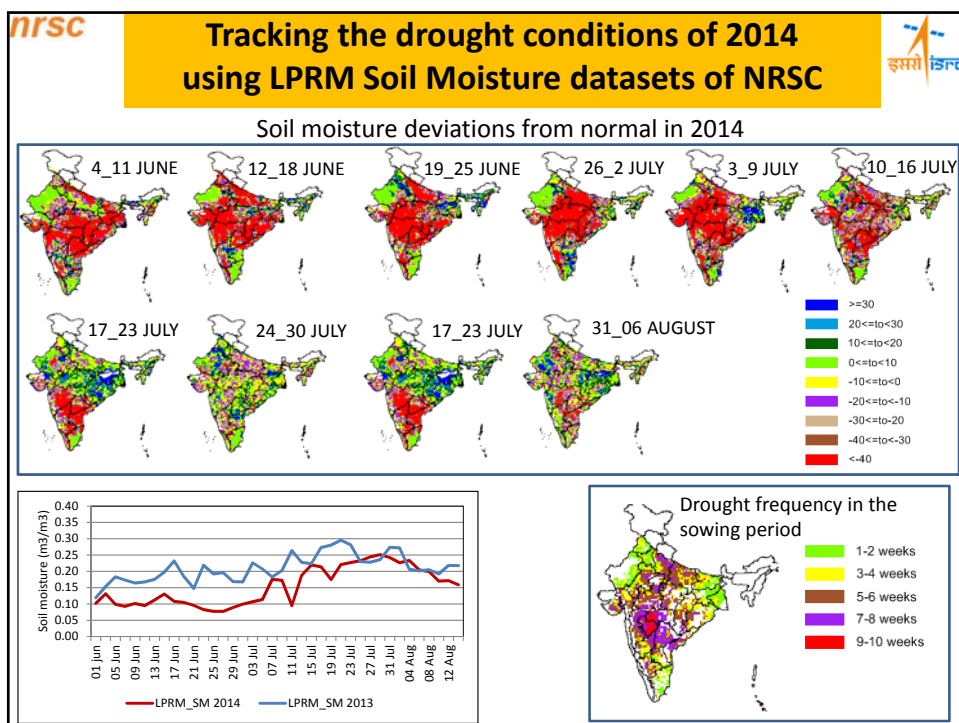 nrsc
Tracking the drought conditions of 2014
using LPRM Soil Moisture datasets of NRSC
इसरो isro
Soil moisture deviations from normal in 2014
4_11 JUNE
12_18 JUNE
19_25 JUNE
26_2 JULY
3_9 JULY
10_16 JULY
17_23 JULY
24_30 JULY
17_23 JULY
31_06 AUGUST
>=30
20<=to<30
10<=to<20
0<=to<10
-10<=to<0
-20<=to<-10
-30<=to-20
-40<=to<-30
<-40
Soil moisture (m3/m3)
0.40
0.35
0.30
0.25
0.20
0.15
0.10
0.05
0.00
01 jun
05 Jun
09 Jun
13 Jun
17 Jun
21 Jun
25 Jun
29 Jun
03 Jul
07 Jul
11 Jul
15 Jul
19 Jul
23 Jul
27 Jul
31 Jul
04 Aug
08 Aug
12 Aug
LPRM_SM 2014
LPRM_SM 2013
Drought frequency in the
sowing period
1-2 weeks
3-4 weeks
5-6 weeks
7-8 weeks
9-10 weeks